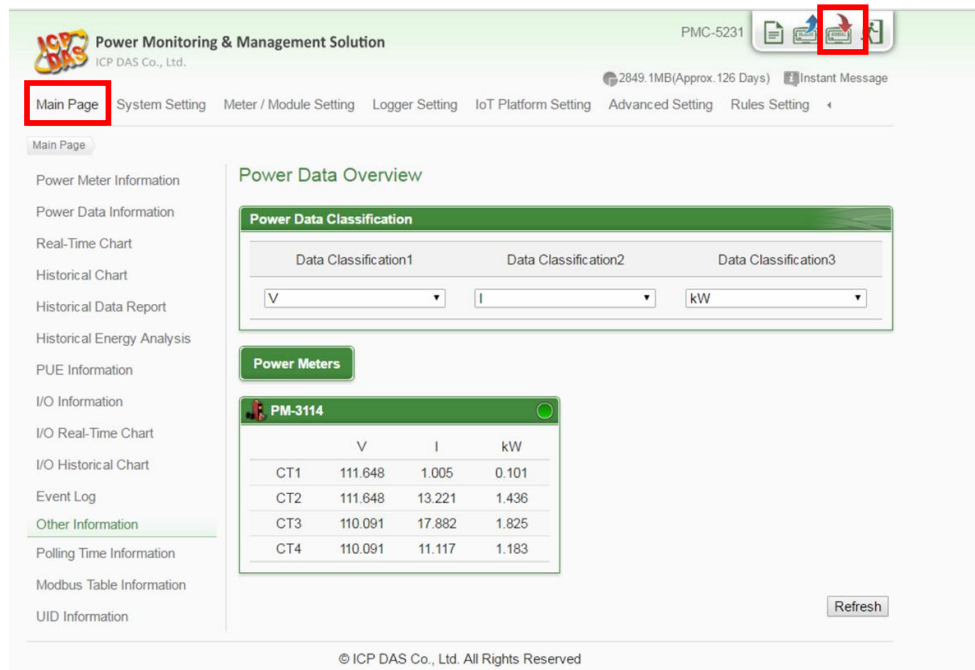 ICP DAS
Power Monitoring & Management Solution
ICP DAS Co., Ltd.
PMC-5231
2849.1MB(Approx.126 Days) Instant Message
Main Page System Setting Meter / Module Setting Logger Setting IoT Platform Setting Advanced Setting Rules Setting
Main Page
Power Meter Information
Power Data Information
Real-Time Chart
Historical Chart
Historical Data Report
Historical Energy Analysis
PUE Information
I/O Information
I/O Real-Time Chart
I/O Historical Chart
Event Log
Other Information
Polling Time Information
Modbus Table Information
UID Information
Power Data Overview
Power Data Classification
Data Classification1 Data Classification2 Data Classification3
V I kW
Power Meters
PM-3114
V I kW
CT1 111.648 1.005 0.101
CT2 111.648 13.221 1.436
CT3 110.091 17.882 1.825
CT4 110.091 11.117 1.183
Refresh
© ICP DAS Co., Ltd. All Rights Reserved